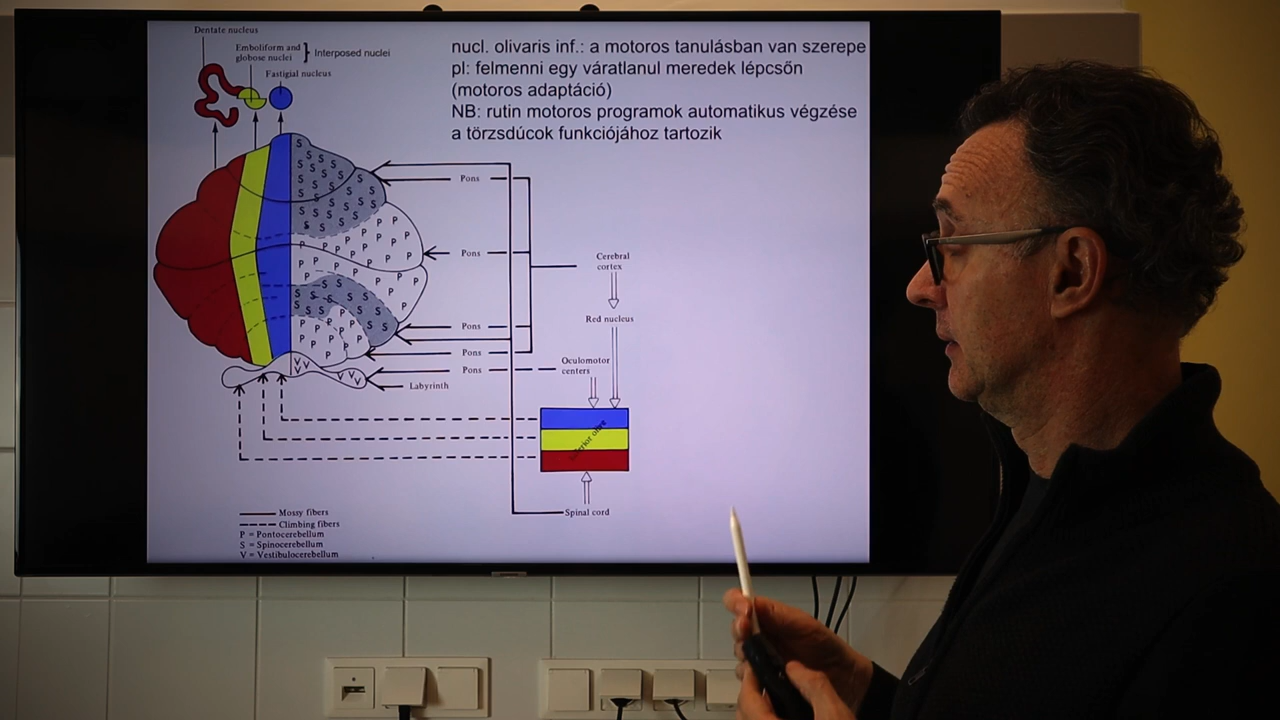 Dentate nucleus
Emboliform and
globose nuclei
Interposed nuclei
Fastigial nucleus
nucl. olivaris inf.: a motoros tanulásban van szerepe
pl: felmenni egy váratlanul meredek lépcsőn
(motoros adaptáció)
NB: rutin motoros programok automatikus végzése
a törzsdúcok funkciójához tartozik
S S
S S S
S S S S
S S S S
S S S S
S S S
S S
P P
P P P P
P P P P P
P P P P
P P P
S S S S
S S S S
S S S
P P P P
P P P
P
V V V
V V V
Pons
Pons
Pons
Pons
Pons
Labyrinth
Cerebral
cortex
Red nucleus
Oculomotor
centers
Inferior olive
Spinal cord
Mossy fibers
Climbing fibers
P = Pontocerebellum
S = Spinocerebellum
V = Vestibulocerebellum